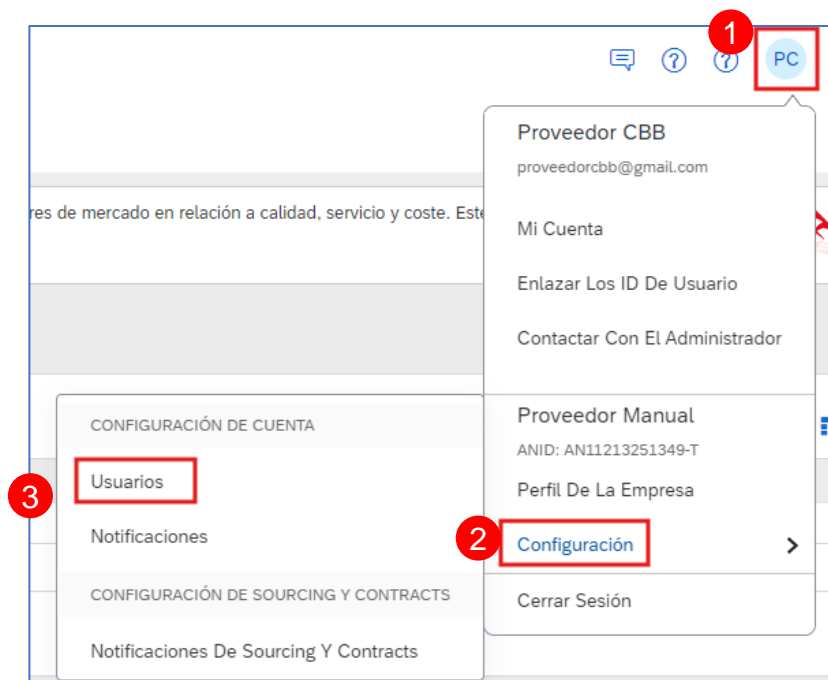 1
PC
Proveedor CBB
proveedorcbb@gmail.com
res de mercado en relación a calidad, servicio y coste. Este
Mi Cuenta
Enlazar Los ID De Usuario
Contactar Con El Administrador
Proveedor Manual
ANID: AN11213251349-T
Perfil De La Empresa
2
Configuración
Cerrar Sesión
CONFIGURACIÓN DE CUENTA
3
Usuarios
Notificaciones
CONFIGURACIÓN DE SOURCING Y CONTRACTS
Notificaciones De Sourcing Y Contracts